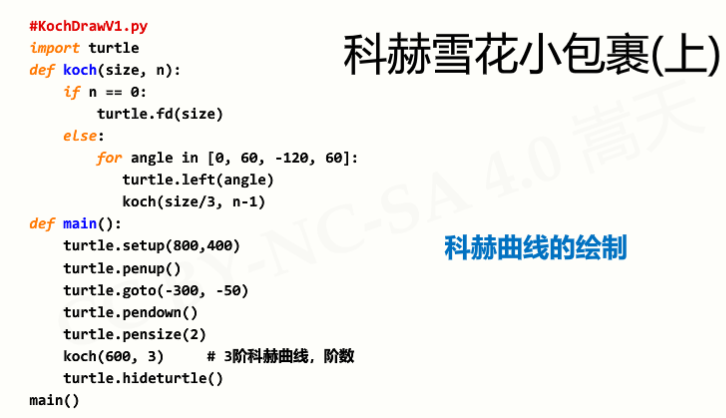 #KochDrawV1.py
import turtle
def koch(size, n):
    if n == 0:
        turtle.fd(size)
    else:
        for angle in [0, 60, -120, 60]:
           turtle.left(angle)
           koch(size/3, n-1)
def main():
    turtle.setup(800,400)
    turtle.penup()
    turtle.goto(-300, -50)
    turtle.pendown()
    turtle.pensize(2)
    koch(600, 3)     # 3阶科赫曲线，阶数
    turtle.hideturtle()
main()
科赫雪花小包裹(上)
科赫曲线的绘制
CC BY-NC-SA 4.0 嵩天